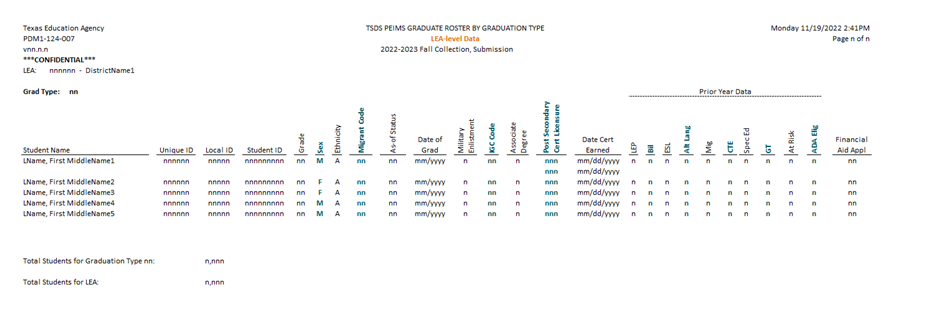 Texas Education Agency TSDS PEIMS GRADUATE ROSTER BY GRADUATION TYPE Monday 11/19/2022 2:41PM
PDM1-124-007 LEA-level Data Page n of n
vnn.n.n 2022-2023 Fall Collection, Submission
***CONFIDENTIAL***
LEA: nnnnnn - DistrictName1
Grad Type: nn Prior Year Data
Student Name Unique ID Local ID Student ID Grade Sex Ethnicity Migrant Code As-of Status Date of Grad Military Enlistment KiC Code Associate Degree Post Secondary Cert Licensure Date Cert Earned LEP Bil ESL Alt Lang Mig CTE Spec Ed GT At Risk ADA Elig Financial Aid Appl
LName, First MiddleName1 nnnnnn nnnnn nnnnnnnnn nn M A nn nn mm/yyyy n nn n nnn mm/dd/yyyy n n n n n n n n n n nn
nnn mm/dd/yyyy
LName, First MiddleName2 nnnnnn nnnnn nnnnnnnnn nn F A nn nn mm/yyyy n nn n nnn mm/dd/yyyy n n n n n n n n n n nn
LName, First MiddleName3 nnnnnn nnnnn nnnnnnnnn nn F A nn nn mm/yyyy n nn n nnn mm/dd/yyyy n n n n n n n n n n nn
LName, First MiddleName4 nnnnnn nnnnn nnnnnnnnn nn M A nn nn mm/yyyy n nn n nnn mm/dd/yyyy n n n n n n n n n n nn
LName, First MiddleName5 nnnnnn nnnnn nnnnnnnnn nn M A nn nn mm/yyyy n nn n nnn mm/dd/yyyy n n n n n n n n n n nn
Total Students for Graduation Type nn: n,nnn
Total Students for LEA: n,nnn